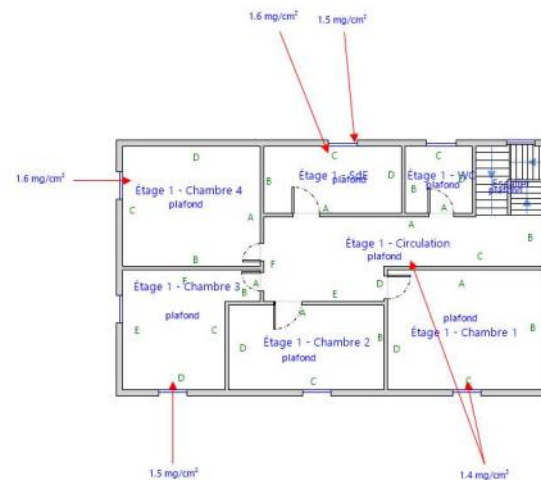 1.6 mg/cm²
1.5 mg/cm²
D
C
C
Étage 1 - SdE
plafond
D
B
A
Étage 1 - WC
plafond
B
A
1.6 mg/cm²
Étage 1 - Chambre 4
plafond
C
A
B
Étage 1 - Circulation
plafond
B
C
F
D
E
F
Étage 1 - Chambre 3
A
B
plafond
E
C
D
A
Étage 1 - Chambre 2
plafond
D
B
C
A
plafond
Étage 1 - Chambre 1
B
D
C
1.5 mg/cm²
1.4 mg/cm²